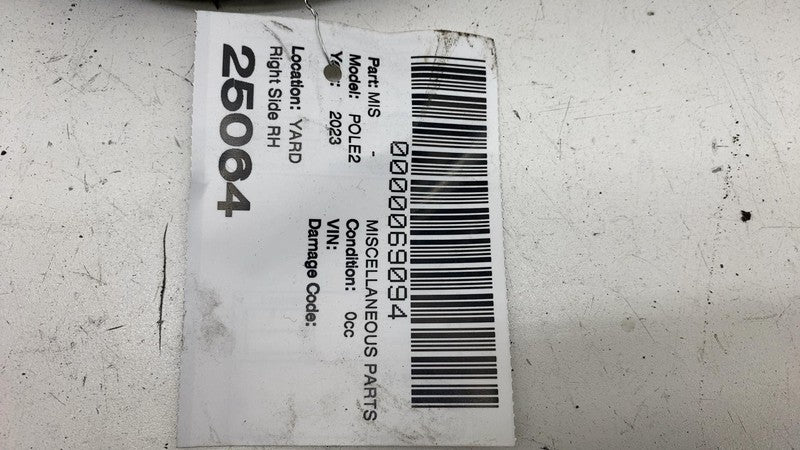 0000069094
Part: MIS - MISCELLANEOUS PARTS
Model: POLE2 Condition: 0cc
2023 VIN:
Damage Code:
Location: YARD
Right Side RH
25064